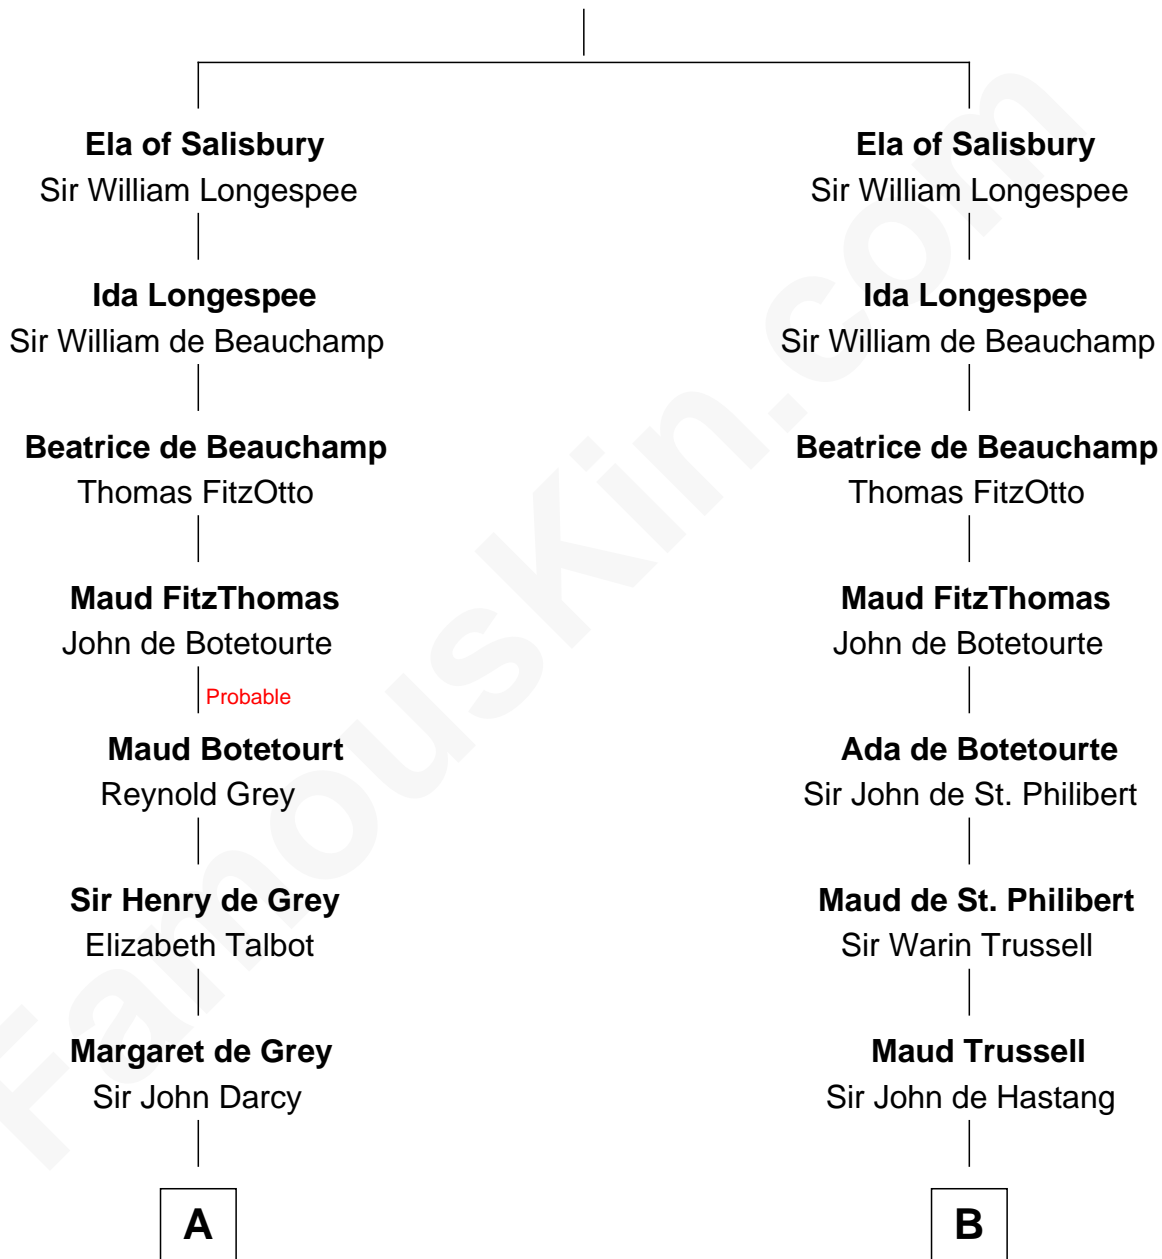 Ela of Salisbury
Sir William Longespee
Ida Longespee
Sir William de Beauchamp
Beatrice de Beauchamp
Thomas FitzOtto
Maud FitzThomas
John de Botetourte
Probable
Maud Botetourt
Reynold Grey
Sir Henry de Grey
Elizabeth Talbot
Margaret de Grey
Sir John Darcy
A
Ela of Salisbury
Sir William Longespee
Ida Longespee
Sir William de Beauchamp
Beatrice de Beauchamp
Thomas FitzOtto
Maud FitzThomas
John de Botetourte
Ada de Botetourte
Sir John de St. Philibert
Maud de St. Philibert
Sir Warin Trussell
Maud Trussell
Sir John de Hastang
B
FamousKin.com